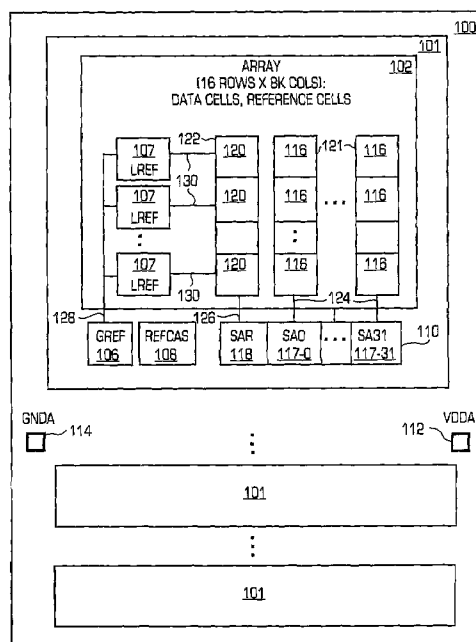 100
101
ARRAY 102
(16 ROWS X 8K COLS):
DATA CELLS, REFERENCE CELLS
122 121
107 LREF 120 116 116
130
107 LREF 120 116 ... 116
107 LREF 120 116 116
130
128 126 124
GREF 106 REFCAS 108 SAR 118 SA0 117-0 ... SA31 117-31 110
GNDA VDDA
114 112
101
101